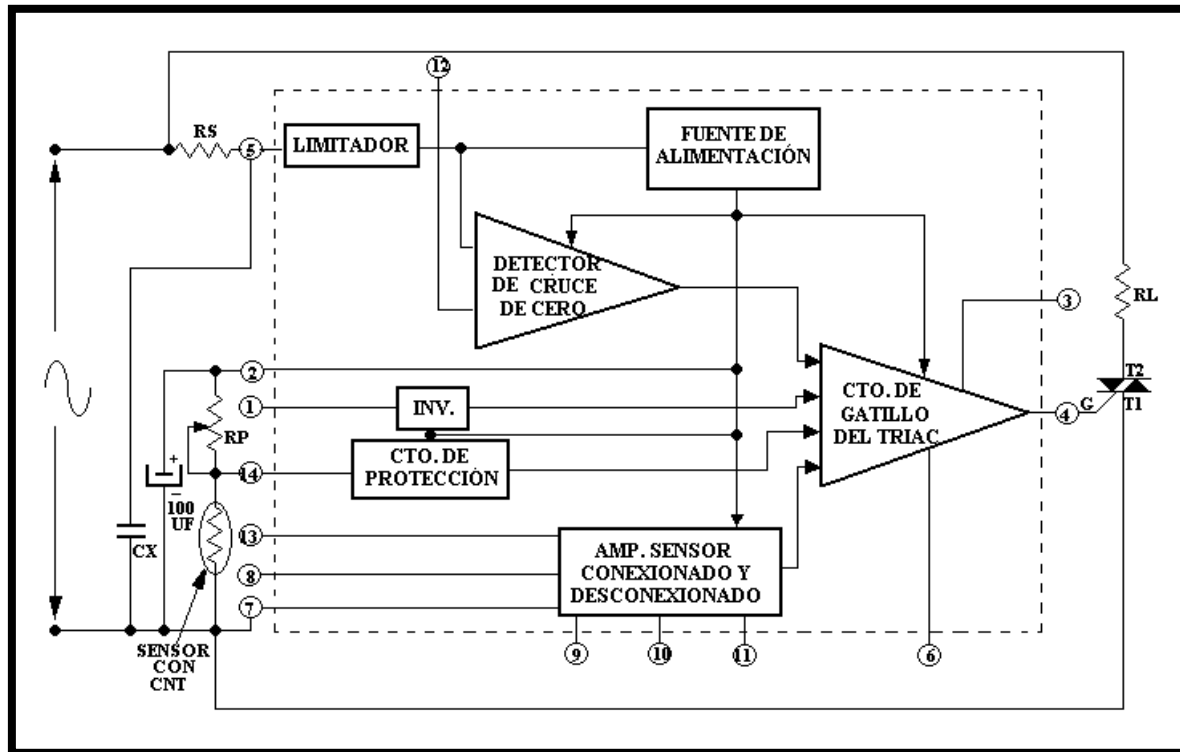 12
RS
5
LIMITADOR
FUENTE DE
ALIMENTACIÓN
DETECTOR
DE CRUCE
DE CERO
RL
3
2
1
INV.
RP
CTO. DE
PROTECCIÓN
14
CTO. DE
GATILLO
DEL TRIAC
4
G
T2
T1
+
−
100
UF
CX
13
8
7
AMP. SENSOR
CONEXIONADO Y
DESCONEXIONADO
SENSOR
CON
CNT
9
10
11
6